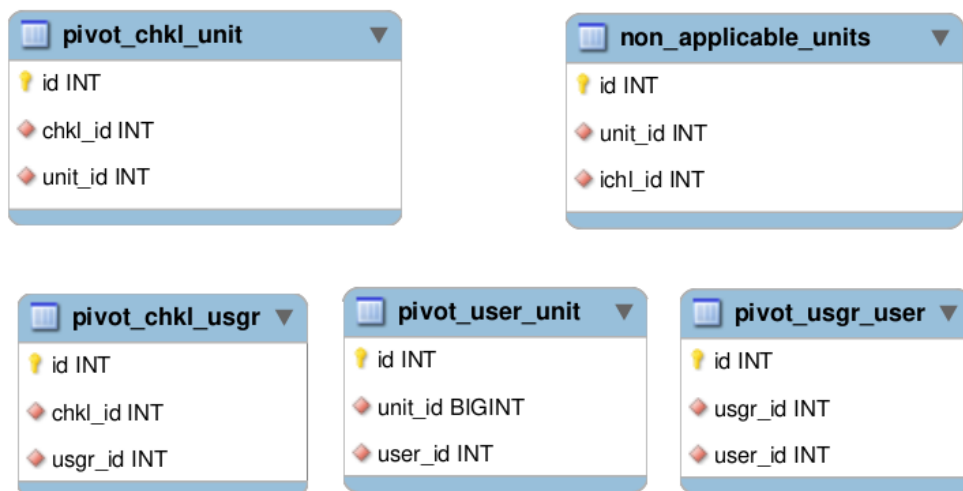 pivot_chkl_unit
id INT
chkl_id INT
unit_id INT
non_applicable_units
id INT
unit_id INT
ichl_id INT
pivot_chkl_usgr
id INT
chkl_id INT
usgr_id INT
pivot_user_unit
id INT
unit_id BIGINT
user_id INT
pivot_usgr_user
id INT
usgr_id INT
user_id INT